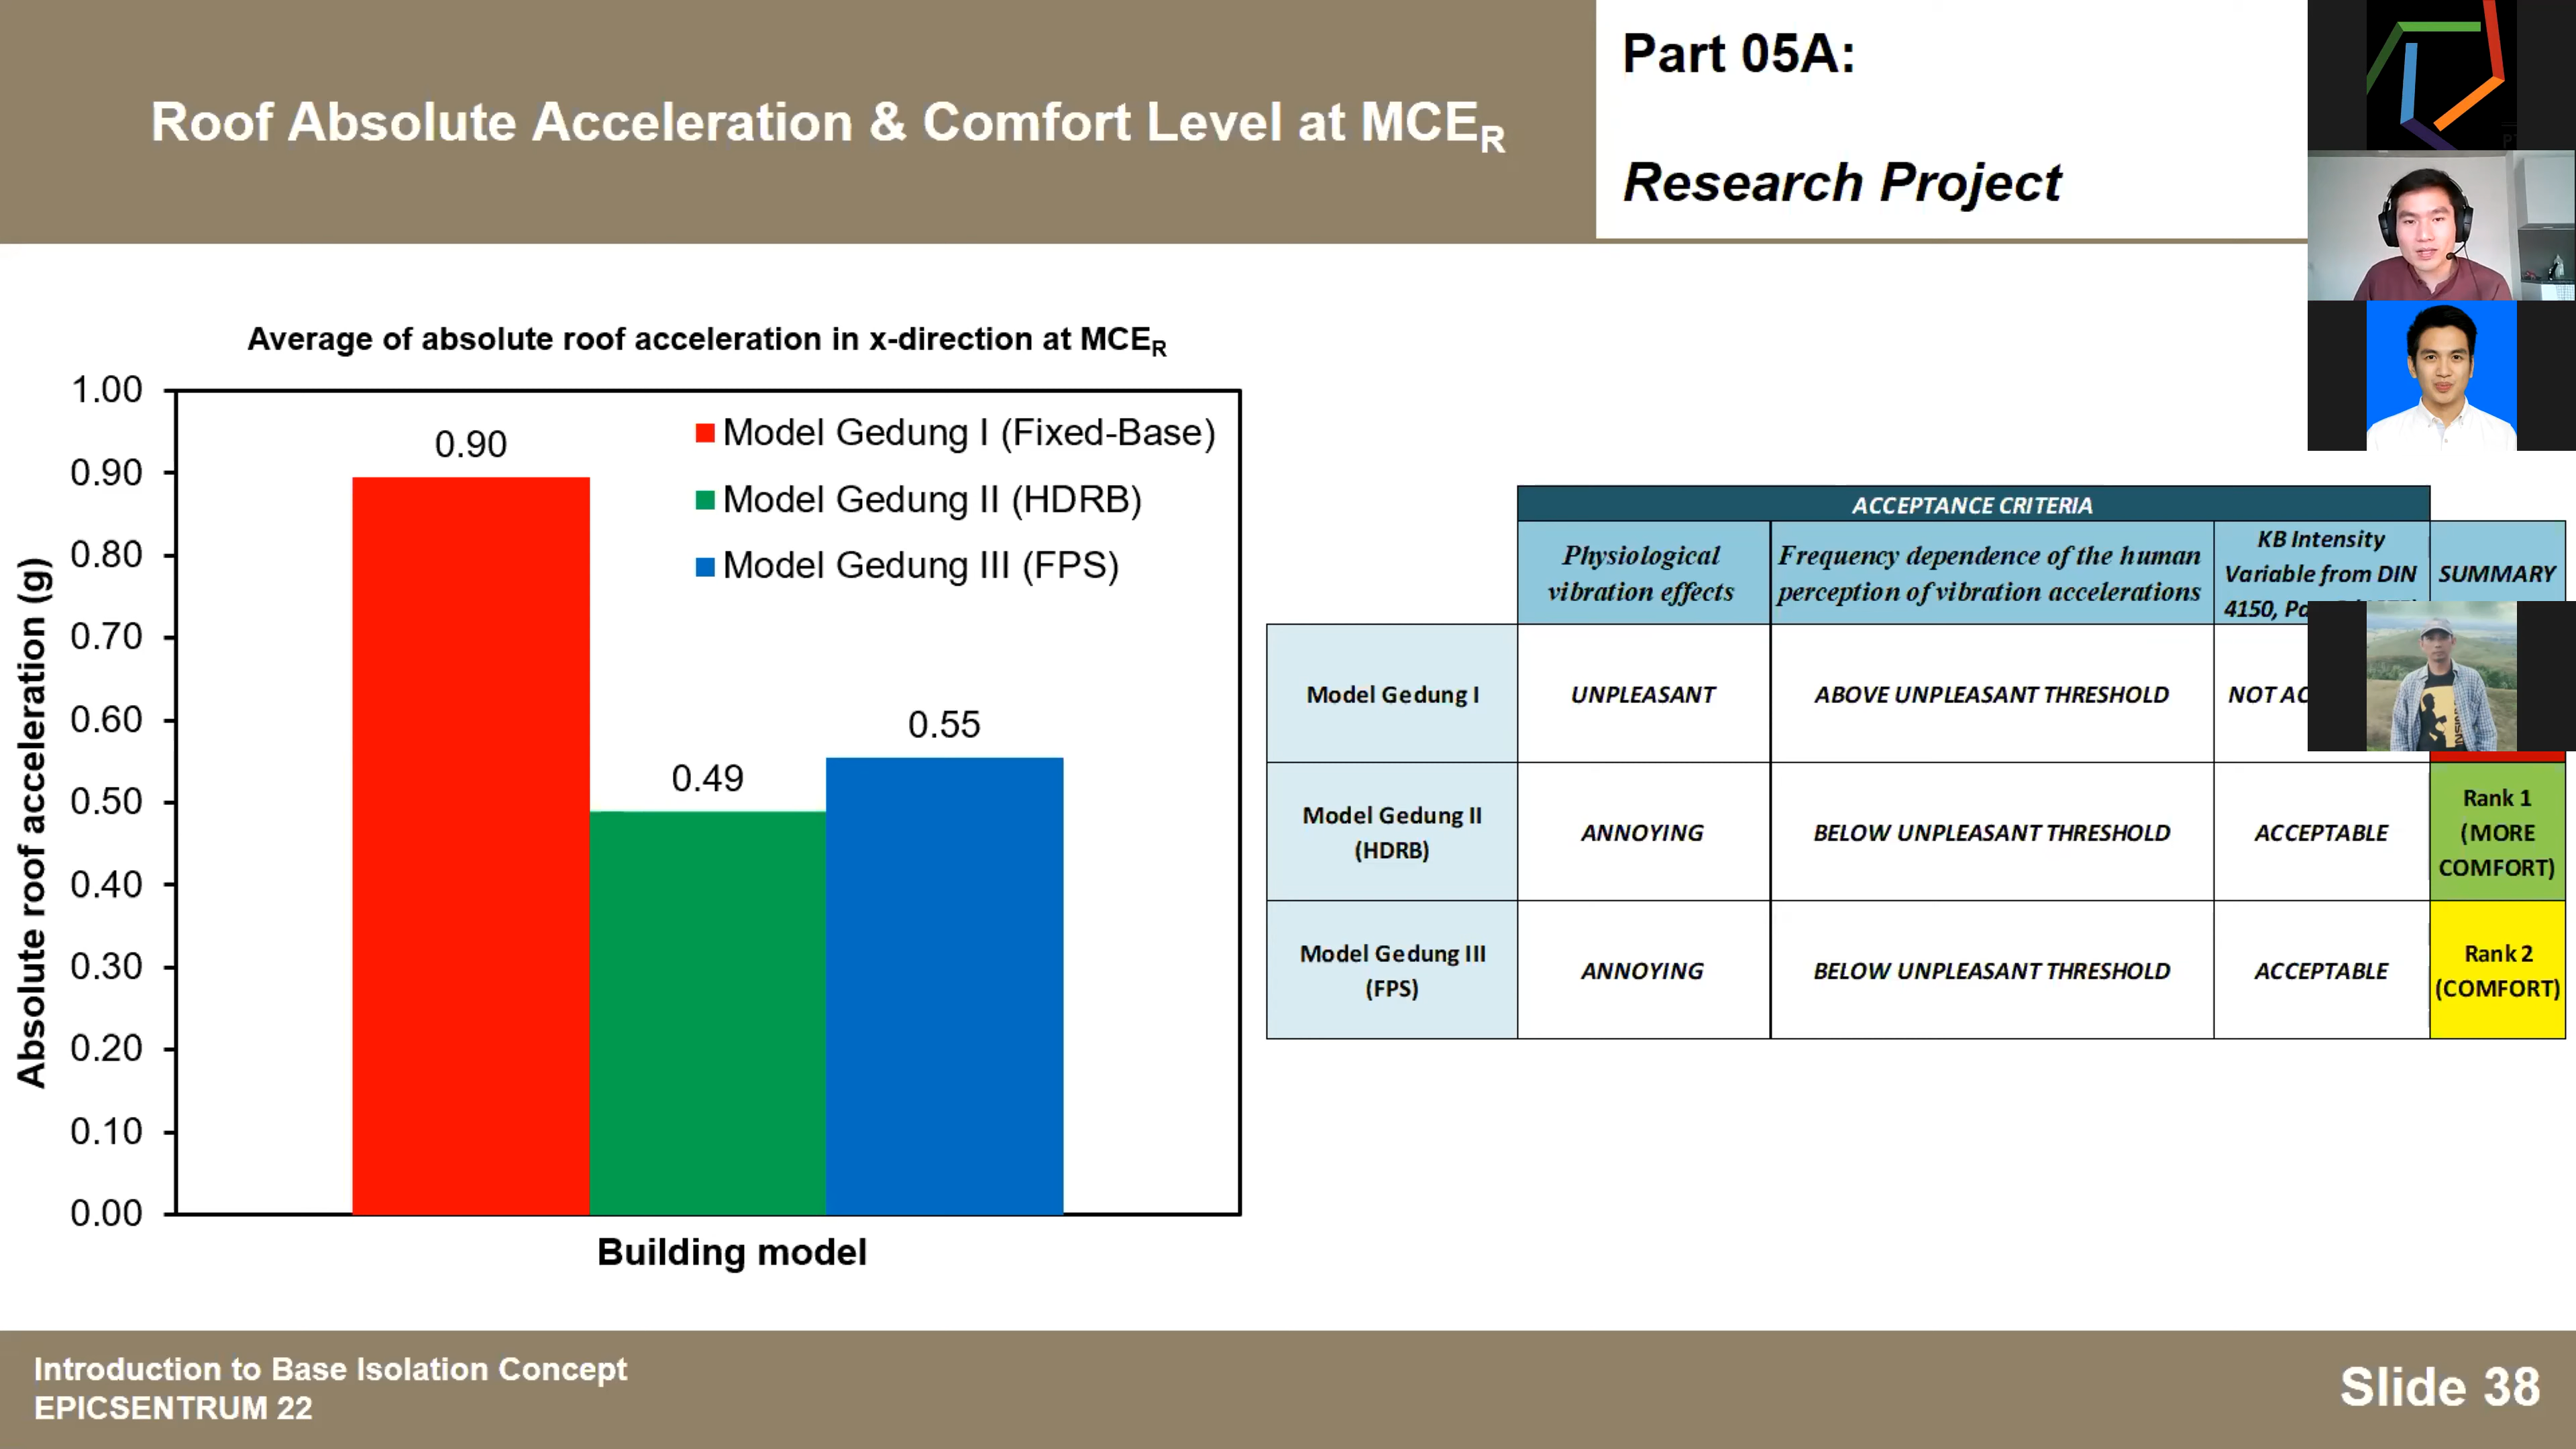 Roof Absolute Acceleration & Comfort Level at MCE_R
Part 05A:
Research Project
Average of absolute roof acceleration in x-direction at MCE_R
Absolute roof acceleration (g)
1.00
0.90
0.80
0.70
0.60
0.50
0.40
0.30
0.20
0.10
0.00
0.90
0.49
0.55
Model Gedung I (Fixed-Base)
Model Gedung II (HDRB)
Model Gedung III (FPS)
Building model
ACCEPTANCE CRITERIA
Physiological
vibration effects
Frequency dependence of the human
perception of vibration accelerations
KB Intensity
Variable from DIN
4150,
SUMMARY
Model Gedung I
UNPLEASANT
ABOVE UNPLEASANT THRESHOLD
NOT
Model Gedung II
(HDRB)
ANNOYING
BELOW UNPLEASANT THRESHOLD
ACCEPTABLE
Rank 1
(MORE
COMFORT)
Model Gedung III
(FPS)
ANNOYING
BELOW UNPLEASANT THRESHOLD
ACCEPTABLE
Rank 2
(COMFORT)
Introduction to Base Isolation Concept
EPICSENTRUM 22
Slide 38